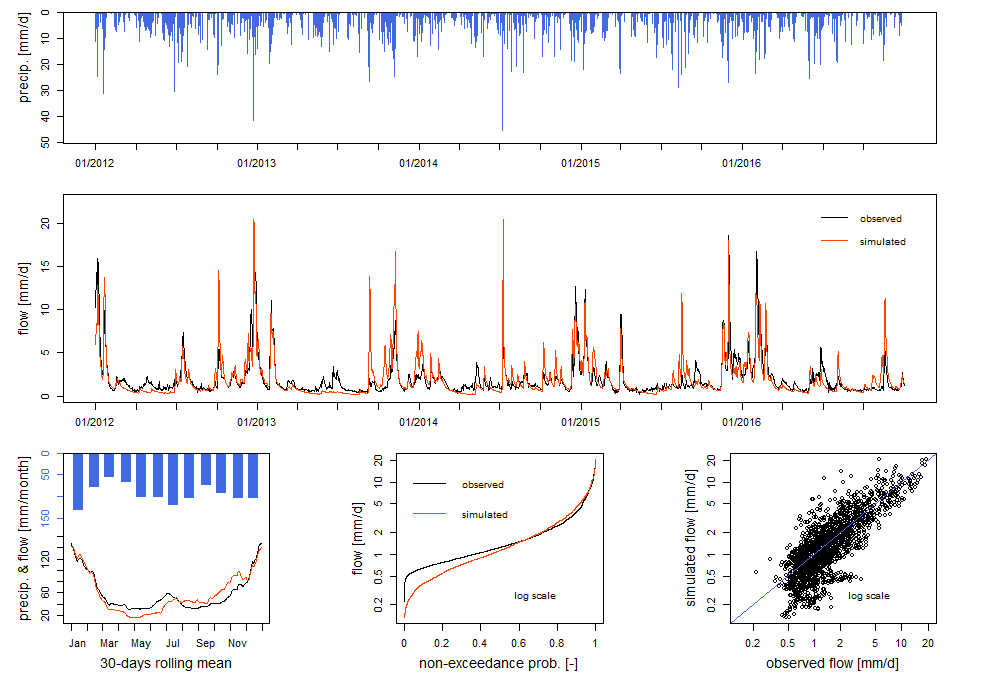 precip. [mm/d]
0
10
20
30
40
50
01/2012 01/2013 01/2014 01/2015 01/2016
flow [mm/d]
20
15
10
5
0
observed
simulated
01/2012 01/2013 01/2014 01/2015 01/2016
precip. & flow [mm/month]
0
50
150
120
60
20
Jan Mar May Jul Sep Nov
30-days rolling mean
flow [mm/d]
20
10
5
2
1
0.5
0.2
observed
simulated
log scale
0 0.2 0.4 0.6 0.8 1
non-exceedance prob. [-]
simulated flow [mm/d]
20
10
5
2
1
0.5
0.2
log scale
0.2 0.5 1 2 5 10 20
observed flow [mm/d]